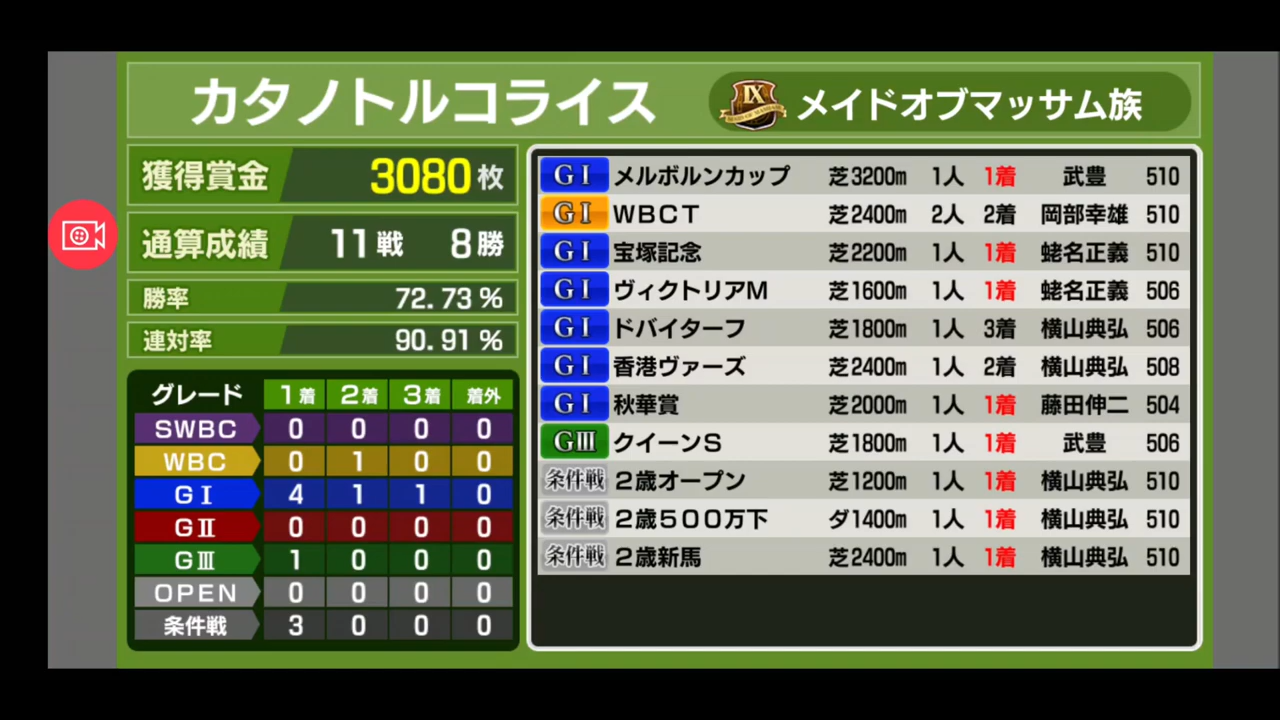 カタノトルコライス
IX メイドオブマッサム族
獲得賞金 3080枚
通算成績 11戦 8勝
勝率 72.73%
連対率 90.91%
グレード 1着 2着 3着 着外
SWBC 0 0 0 0
WBC 0 1 0 0
GⅠ 4 1 1 0
GⅡ 0 0 0 0
GⅢ 1 0 0 0
OPEN 0 0 0 0
条件戦 3 0 0 0
GⅠ メルボルンカップ 芝3200m 1人 1着 武豊 510
GⅠ WBCT 芝2400m 2人 2着 岡部幸雄 510
GⅠ 宝塚記念 芝2200m 1人 1着 蛯名正義 510
GⅠ ヴィクトリアM 芝1600m 1人 1着 蛯名正義 506
GⅠ ドバイターフ 芝1800m 1人 3着 横山典弘 506
GⅠ 香港ヴァーズ 芝2400m 1人 2着 横山典弘 508
GⅠ 秋華賞 芝2000m 1人 1着 藤田伸二 504
GⅢ クイーンS 芝1800m 1人 1着 武豊 506
条件戦 2歳オープン 芝1200m 1人 1着 横山典弘 510
条件戦 2歳500万下 ダ1400m 1人 1着 横山典弘 510
条件戦 2歳新馬 芝2400m 1人 1着 横山典弘 510